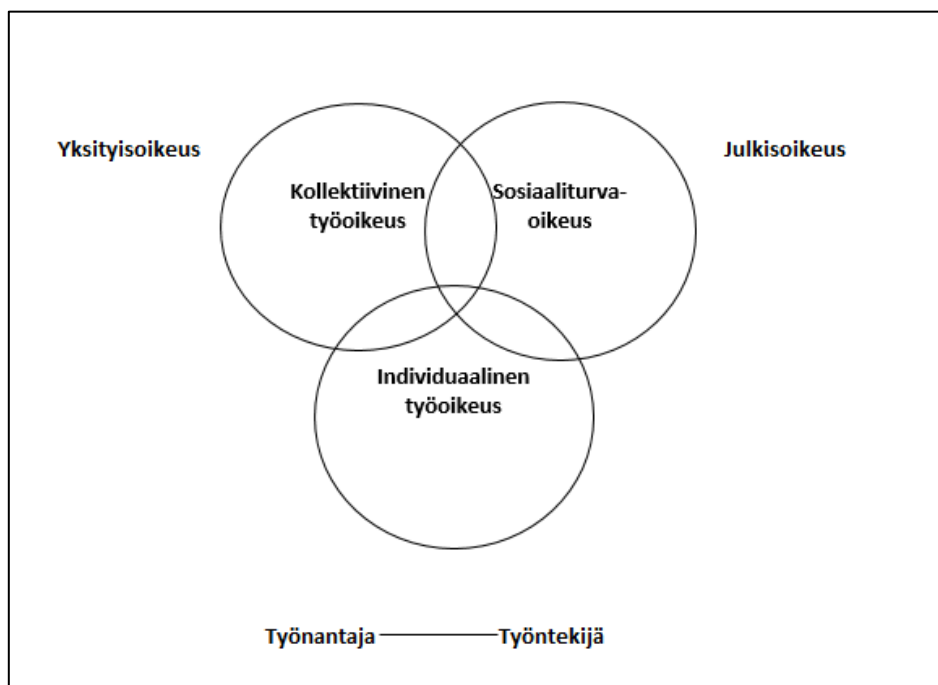 Yksityisoikeus
Julkisoikeus
Kollektiivinen
työoikeus
Sosiaaliturva-
oikeus
Individuaalinen
työoikeus
Työnantaja
Työntekijä